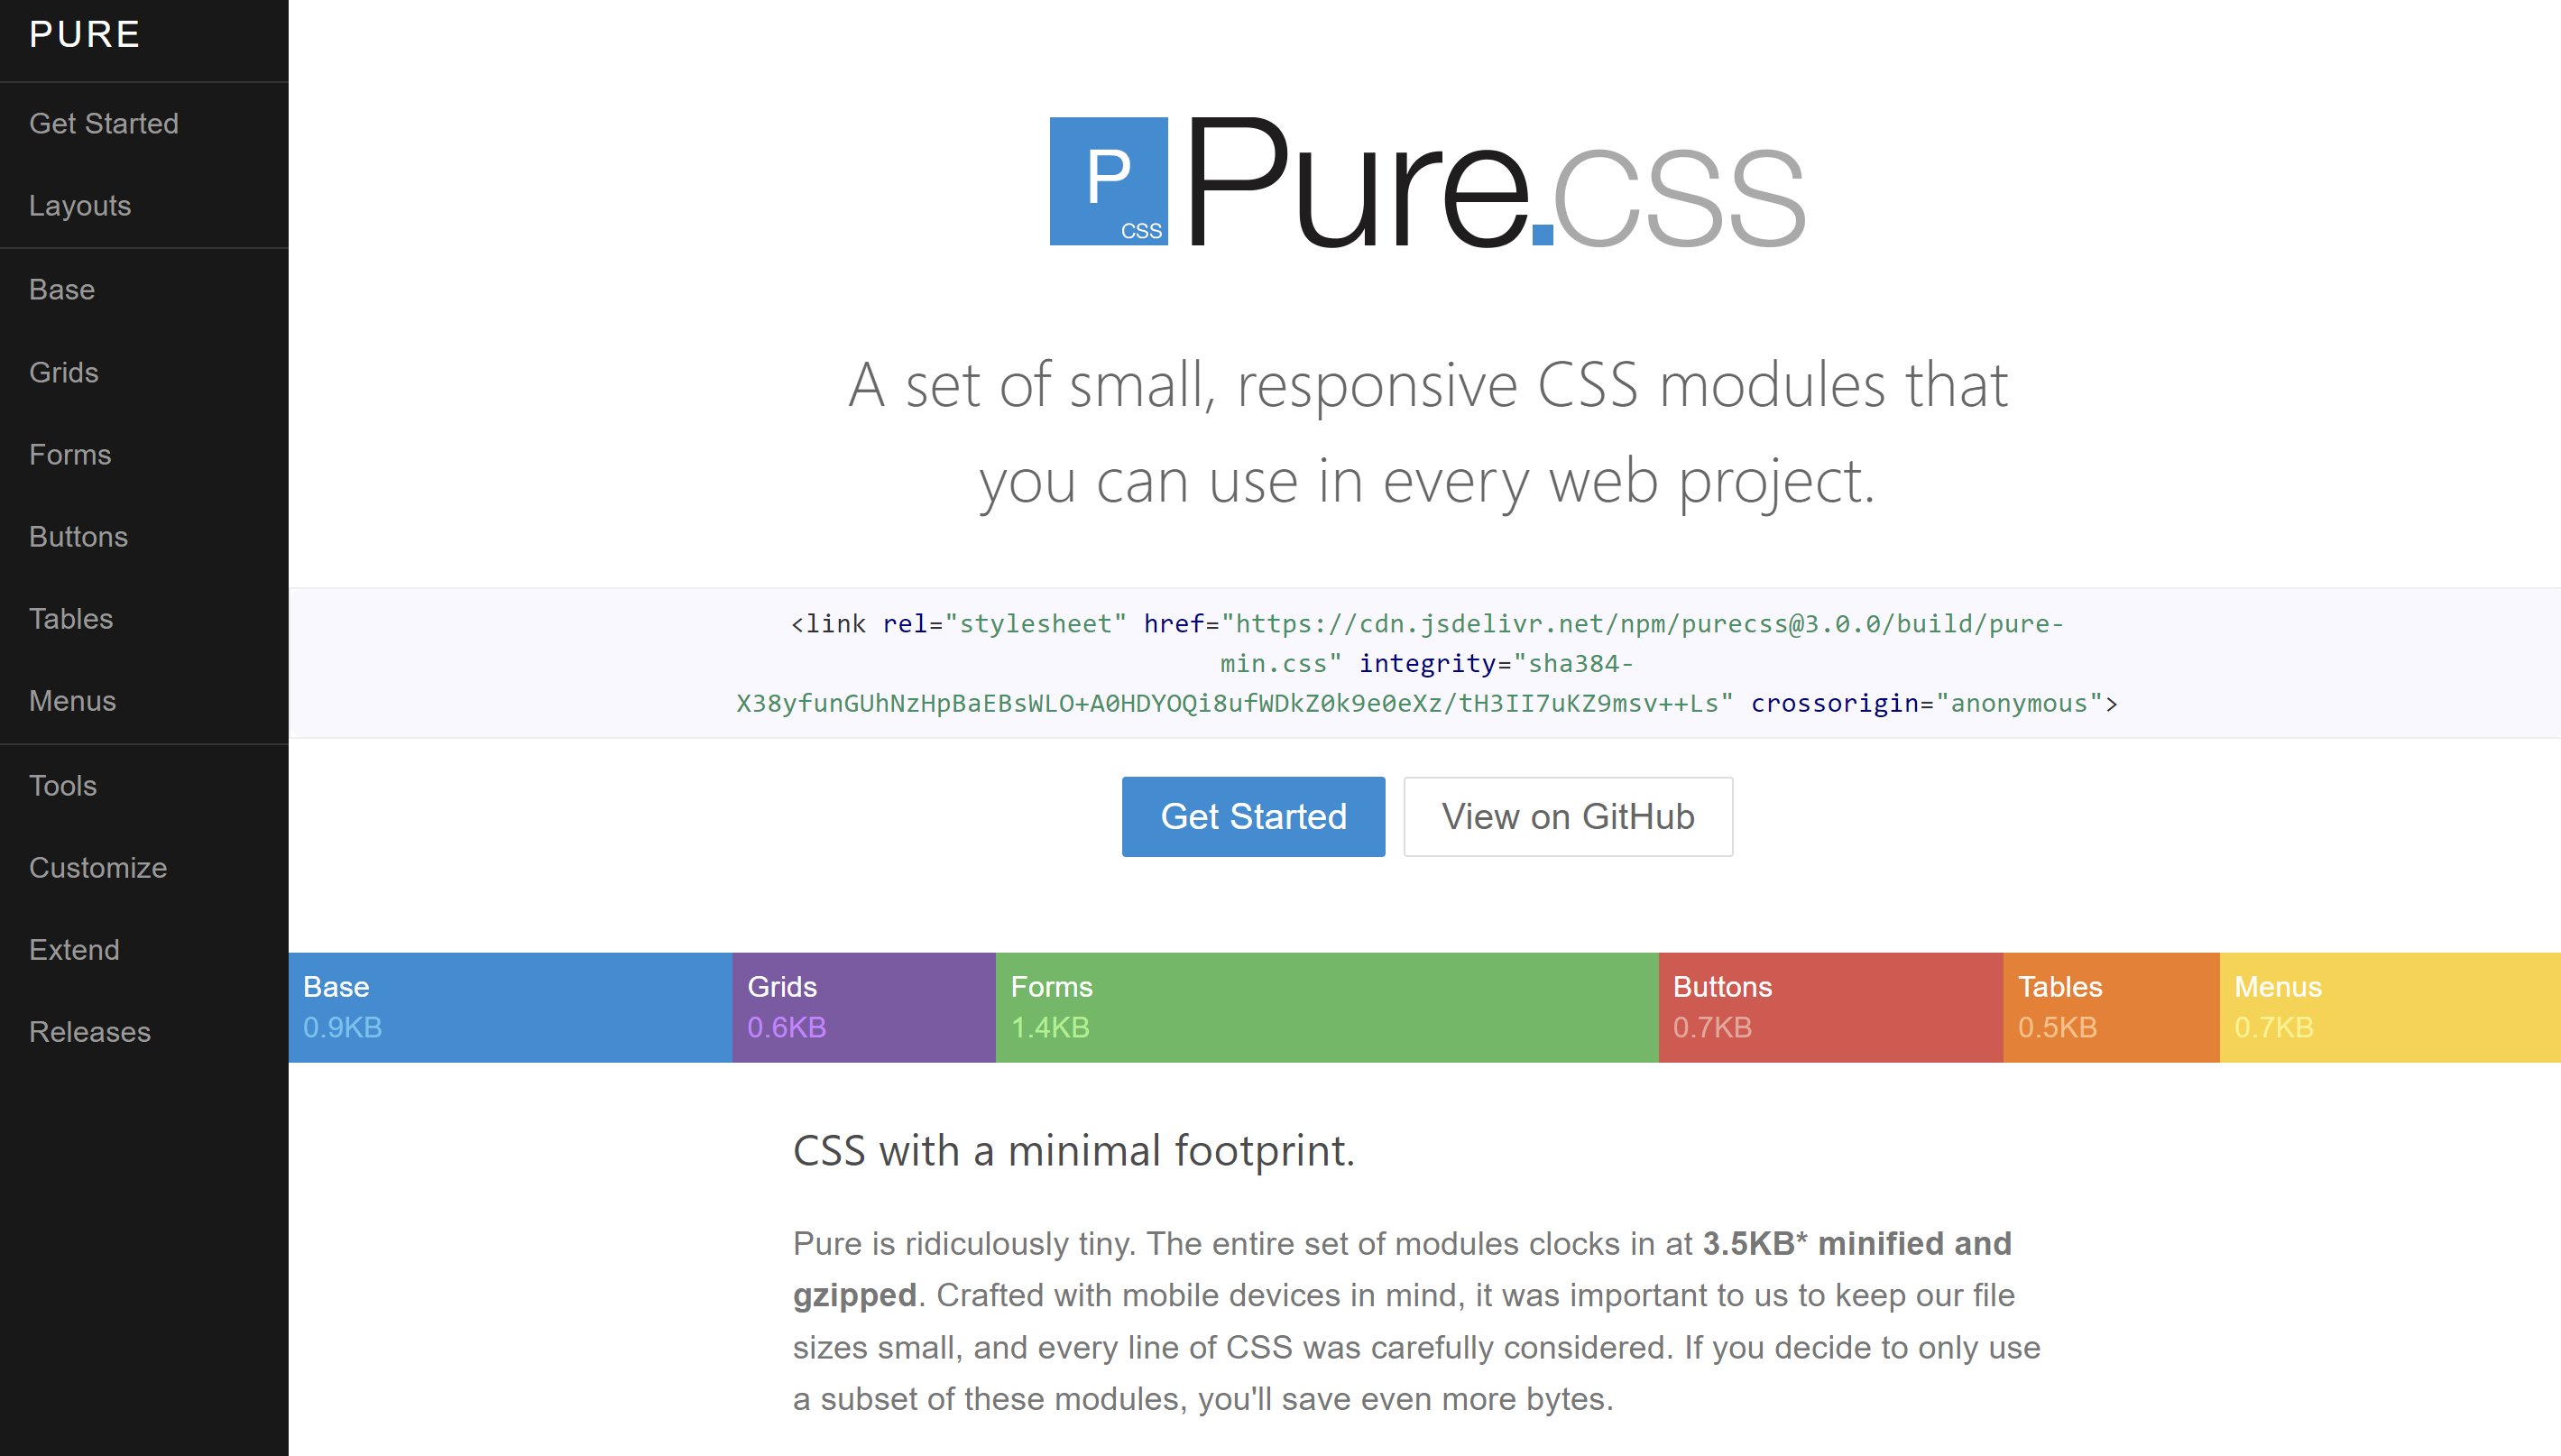 PURE
Get Started
Layouts
Base
Grids
Forms
Buttons
Tables
Menus
Tools
Customize
Extend
Releases
P
CSS
Pure.css
A set of small, responsive CSS modules that
you can use in every web project.
<link rel="stylesheet" href="https://cdn.jsdelivr.net/npm/purecss@3.0.0/build/pure-
min.css" integrity="sha384-
X38yfunGUhNzHpBaEBsWLO+A0HDYOQi8ufWDkZ0k9e0eXz/tH3II7uKZ9msv++Ls" crossorigin="anonymous">
Get Started
View on GitHub
Base
0.9KB
Grids
0.6KB
Forms
1.4KB
Buttons
0.7KB
Tables
0.5KB
Menus
0.7KB
CSS with a minimal footprint.
Pure is ridiculously tiny. The entire set of modules clocks in at 3.5KB* minified and
gzipped. Crafted with mobile devices in mind, it was important to us to keep our file
sizes small, and every line of CSS was carefully considered. If you decide to only use
a subset of these modules, you'll save even more bytes.